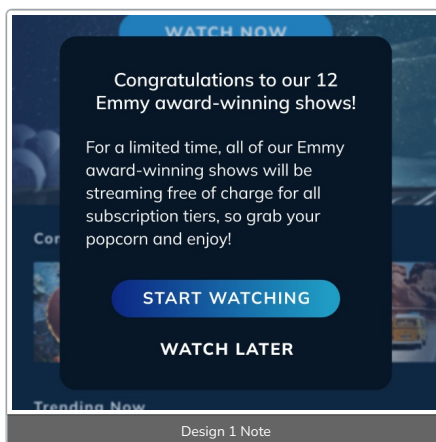 WATCH NOW
Congratulations to our 12
Emmy award-winning shows!
For a limited time, all of our Emmy
award-winning shows will be
streaming free of charge for all
subscription tiers, so grab your
popcorn and enjoy!
Cor
START WATCHING
WATCH LATER
Trending Now
Design 1 Note